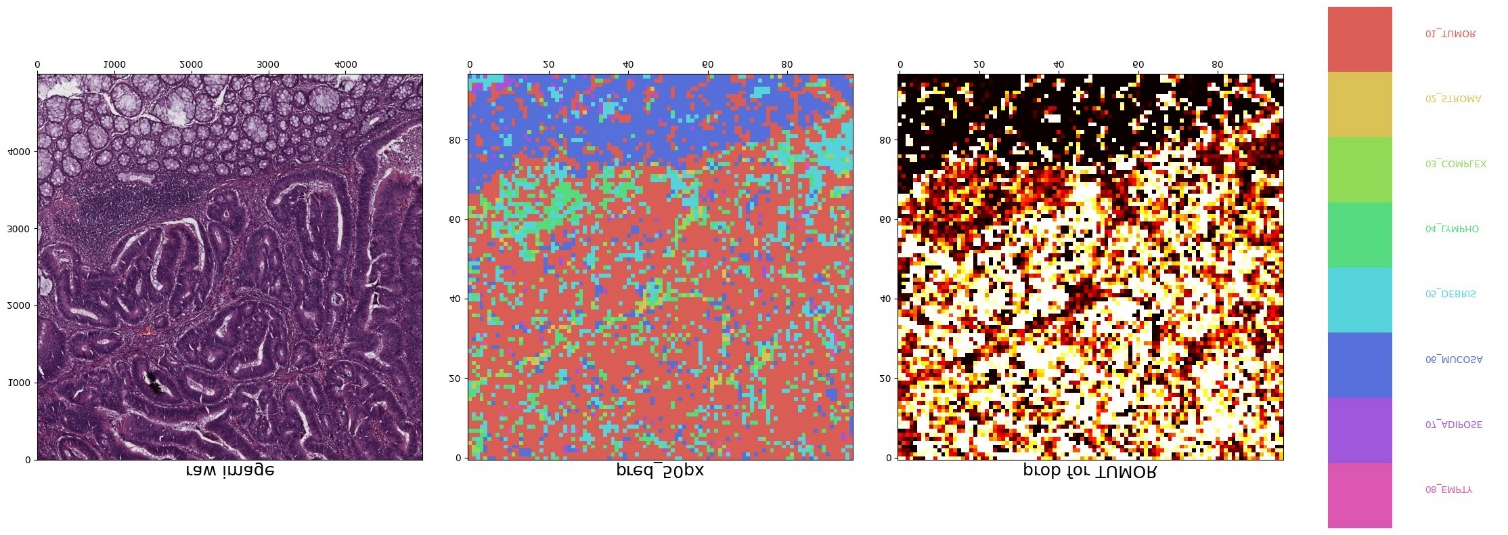 0 1000 2000 3000 4000
4000
3000
2000
1000
0
raw image
0 20 40 60 80
80
60
40
20
0
pred_50px
0 20 40 60 80
80
60
40
20
0
prob for TUMOR
01_TUMOR
02_STROMA
03_COMPLEX
04_LYMPHO
05_DEBRIS
06_MUCOSA
07_ADIPOSE
08_EMPTY